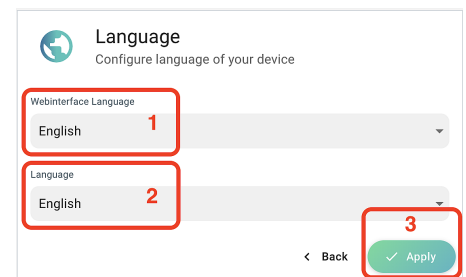 Language
Configure language of your device
Webinterface Language
English
1
Language
English
2
3
Back
Apply